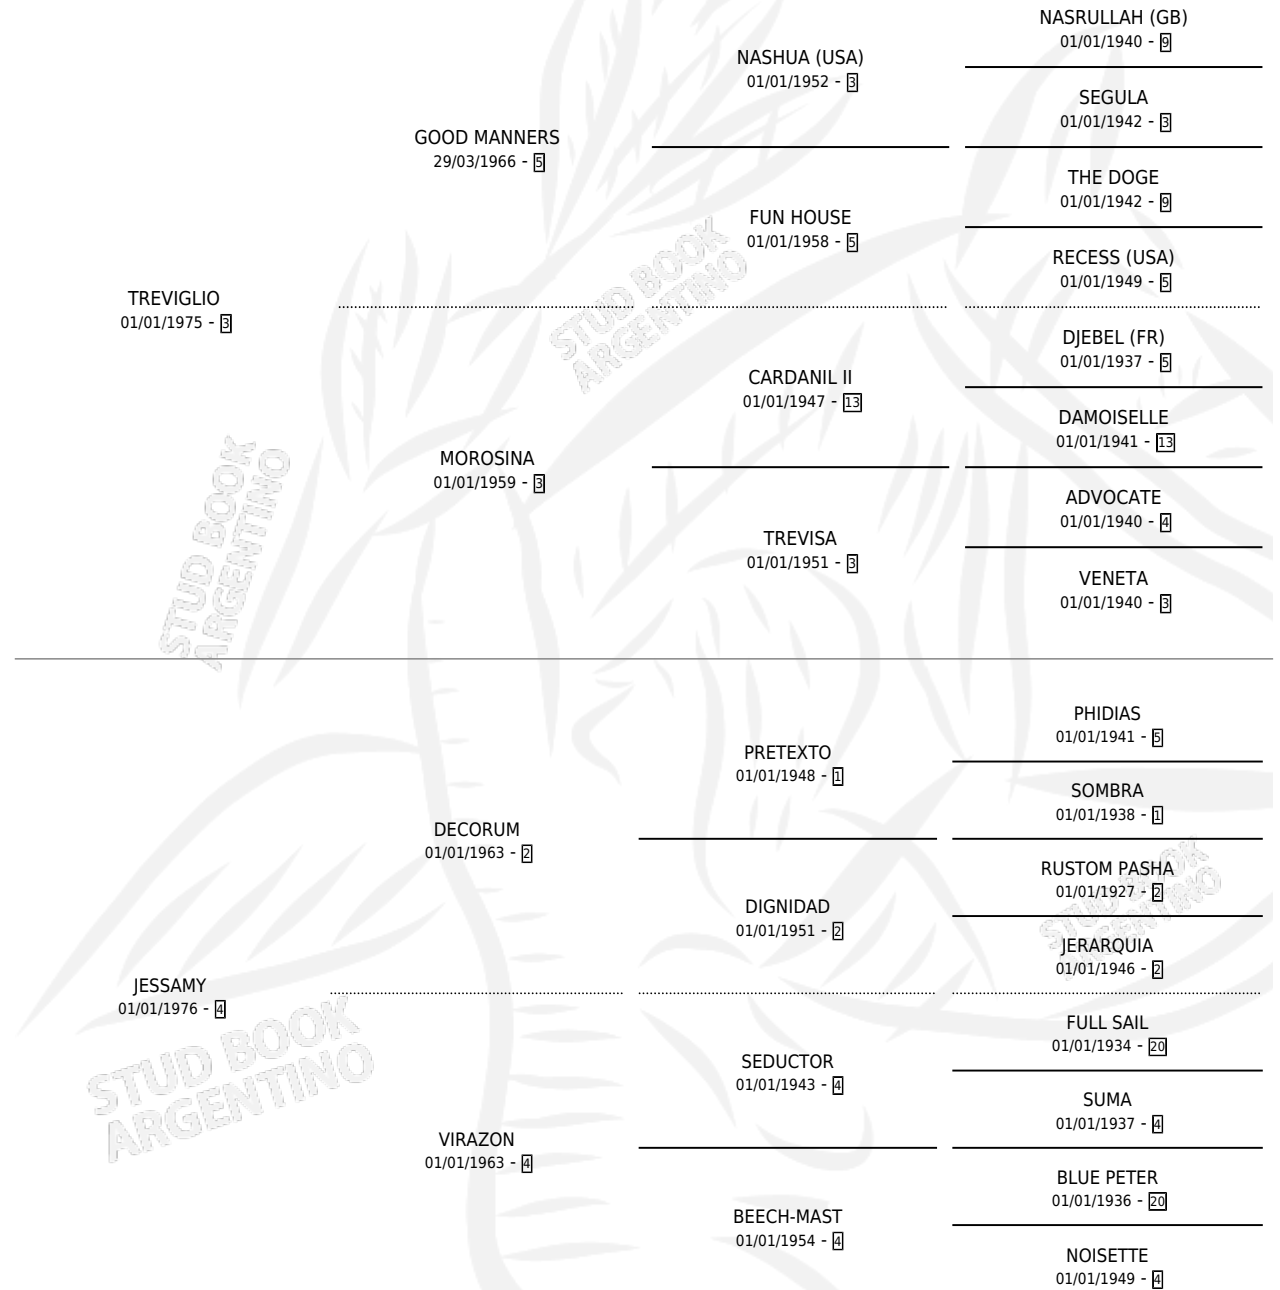 NASRULLAH (GB)
01/01/1940 - 9
NASHUA (USA)
01/01/1952 - 3
SEGULA
01/01/1942 - 3
GOOD MANNERS
29/03/1966 - 5
THE DOGE
01/01/1942 - 9
FUN HOUSE
01/01/1958 - 5
RECESS (USA)
01/01/1949 - 5
TREVIGLIO
01/01/1975 - 3
DJEBEL (FR)
01/01/1937 - 5
CARDANIL II
01/01/1947 - 13
DAMOISELLE
01/01/1941 - 13
MOROSINA
01/01/1959 - 3
ADVOCATE
01/01/1940 - 4
TREVISA
01/01/1951 - 3
VENETA
01/01/1940 - 3
PHIDIAS
01/01/1941 - 5
PRETEXTO
01/01/1948 - 1
SOMBRA
01/01/1938 - 1
DECORUM
01/01/1963 - 2
RUSTOM PASHA
01/01/1927 - 2
DIGNIDAD
01/01/1951 - 2
JERARQUIA
01/01/1946 - 2
JESSAMY
01/01/1976 - 4
FULL SAIL
01/01/1934 - 20
SEDUCTOR
01/01/1943 - 4
SUMA
01/01/1937 - 4
VIRAZON
01/01/1963 - 4
BLUE PETER
01/01/1936 - 20
BEECH-MAST
01/01/1954 - 4
NOISETTE
01/01/1949 - 4
STUD BOOK
ARGENTINO
STUD BOOK
ARGENTINO
STUD BOOK
ARGENTINO
STUD BOOK
ARGENTINO